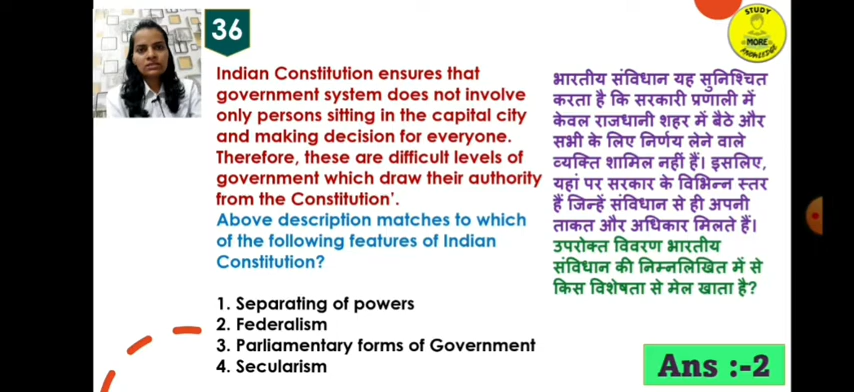 36
STUDY
MORE
KNOWLEDGE
Indian Constitution ensures that
government system does not involve
only persons sitting in the capital city
and making decision for everyone.
Therefore, these are difficult levels of
government which draw their authority
from the Constitution'.
Above description matches to which
of the following features of Indian
Constitution?
1. Separating of powers
2. Federalism
3. Parliamentary forms of Government
4. Secularism
भारतीय संविधान यह सुनिश्चित
करता है कि सरकारी प्रणाली में
केवल राजधानी शहर में बैठे और
सभी के लिए निर्णय लेने वाले
व्यक्ति शामिल नहीं हैं। इसलिए,
यहां पर सरकार के विभिन्न स्तर
हैं जिन्हें संविधान से ही अपनी
ताकत और अधिकार मिलते हैं।
उपरोक्त विवरण भारतीय
संविधान की निम्नलिखित में से
किस विशेषता से मेल खाता है?
Ans :-2